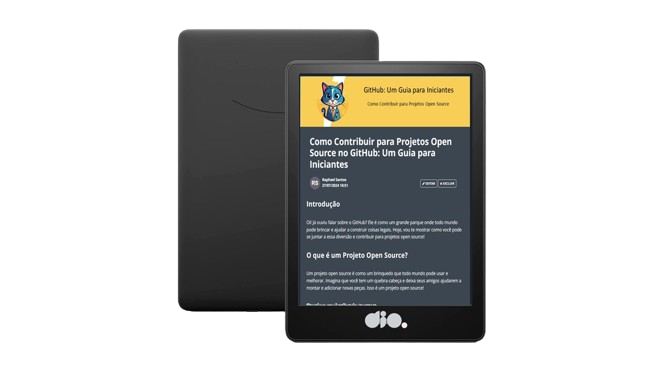 GitHub: Um Guia para Iniciantes
Como Contribuir para Projetos Open Source
Como Contribuir para Projetos Open
Source no GitHub: Um Guia para
Iniciantes
RS
Raphael Santos
27/07/2024 16:51
EDITAR
EXCLUIR
Introdução
Oi! Já ouviu falar sobre o GitHub? Ele é como um grande parque onde todo mundo
pode brincar e ajudar a construir coisas legais. Hoje, vou te mostrar como você pode
se juntar a essa diversão e contribuir para projetos open source!
O que é um Projeto Open Source?
Um projeto open source é como um brinquedo que todo mundo pode usar e
melhorar. Imagina que você tem um quebra-cabeça e deixa seus amigos ajudarem a
montar e adicionar novas peças. Isso é um projeto open source!
dio.